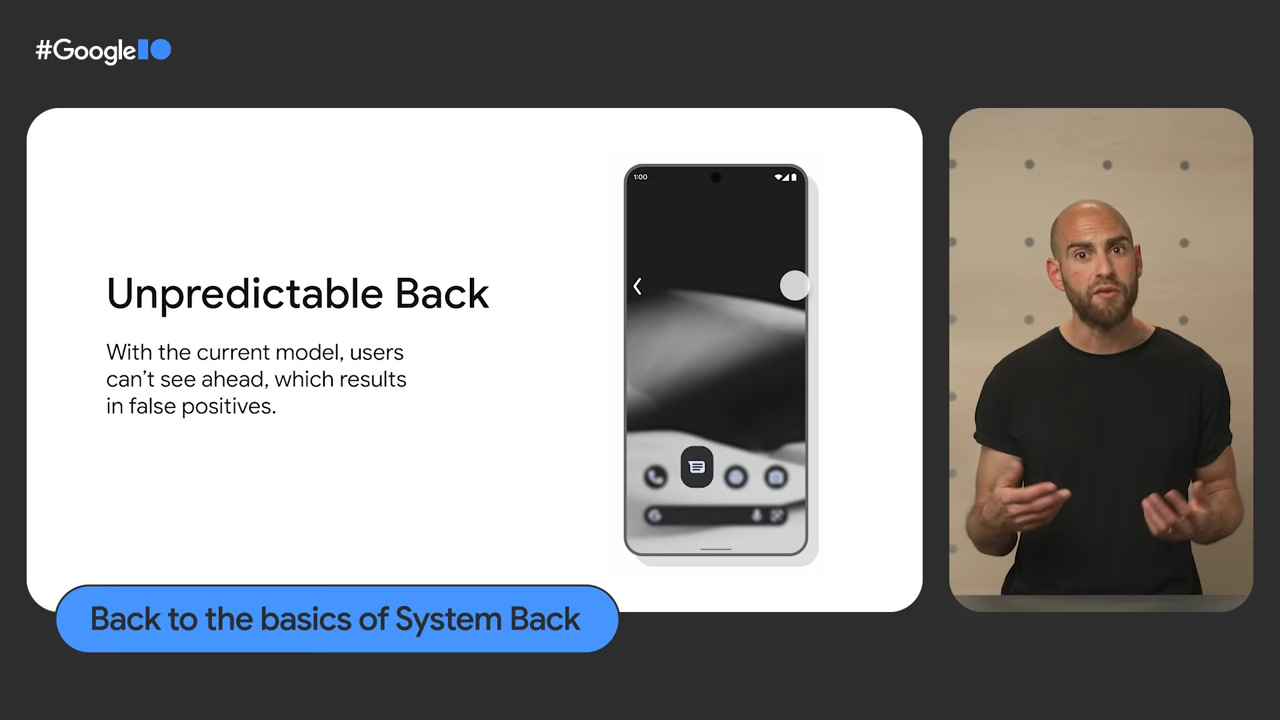 #GoogleIO
Unpredictable Back
With the current model, users
can’t see ahead, which results
in false positives.
1:00
G
Back to the basics of System Back